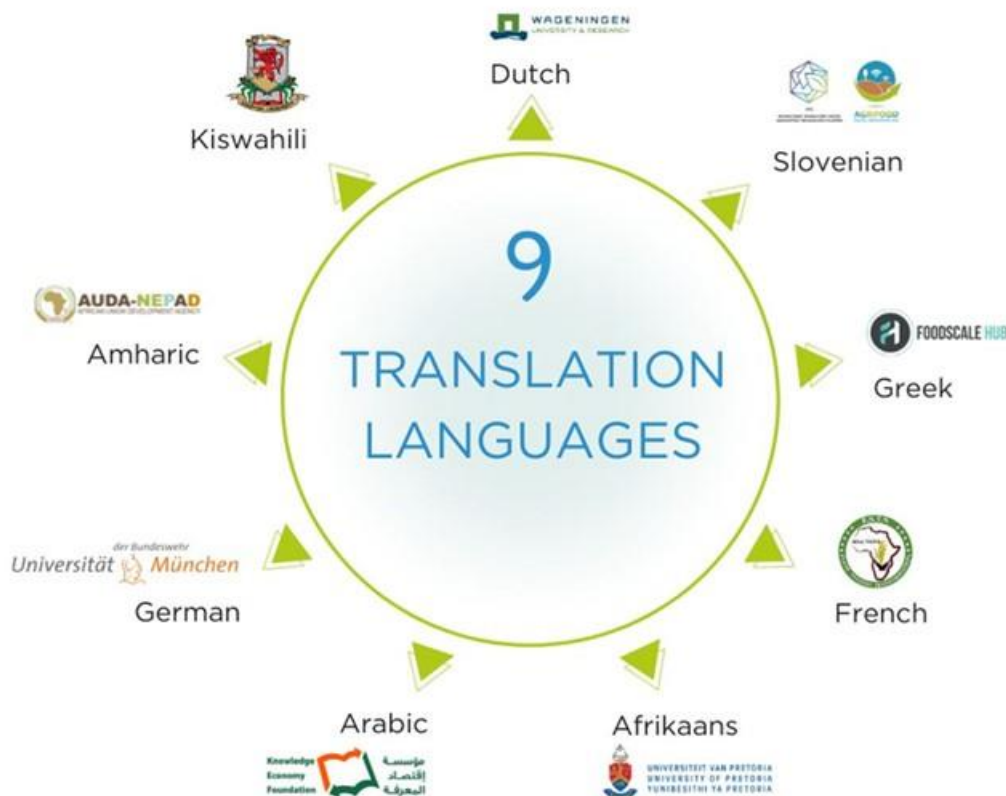 WAGENINGEN
UNIVERSITY & RESEARCH
Dutch
Kiswahili
AGRIFOOD
Slovenian
9
TRANSLATION
LANGUAGES
AUDA-NEPAD
AFRICAN UNION DEVELOPMENT AGENCY
Amharic
FOODSCALE HUB
Greek
der Bundeswehr
Universität München
German
French
Arabic
Afrikaans
Knowledge
Economy
Foundation
مؤسسة
إقتصاد
المعرفة
UNIVERSITEIT VAN PRETORIA
UNIVERSITY OF PRETORIA
YUNIBESITHI YA PRETORIA